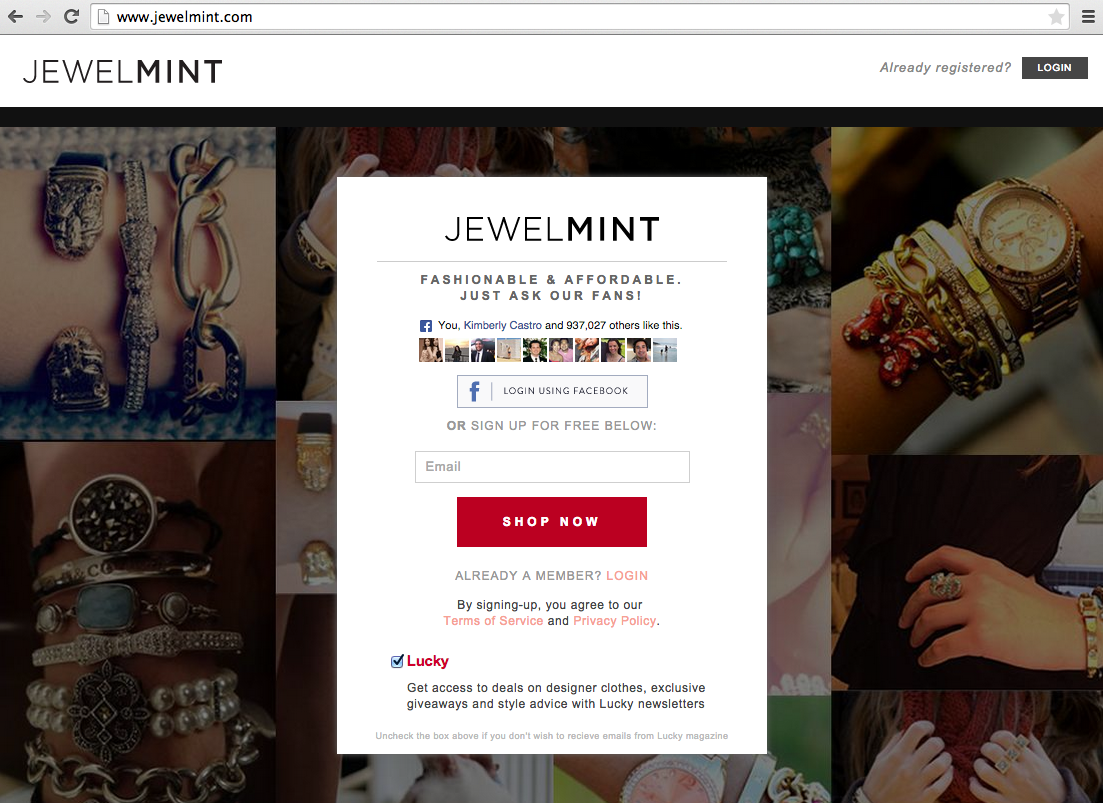 www.jewelmint.com
JEWELMINT
Already registered? LOGIN
JEWELMINT
FASHIONABLE & AFFORDABLE.
JUST ASK OUR FANS!
You, Kimberly Castro and 937,027 others like this.
LOGIN USING FACEBOOK
OR SIGN UP FOR FREE BELOW:
Email
SHOP NOW
ALREADY A MEMBER? LOGIN
By signing-up, you agree to our
Terms of Service and Privacy Policy.
Lucky
Get access to deals on designer clothes, exclusive
giveaways and style advice with Lucky newsletters
Uncheck the box above if you don't wish to recieve emails from Lucky magazine